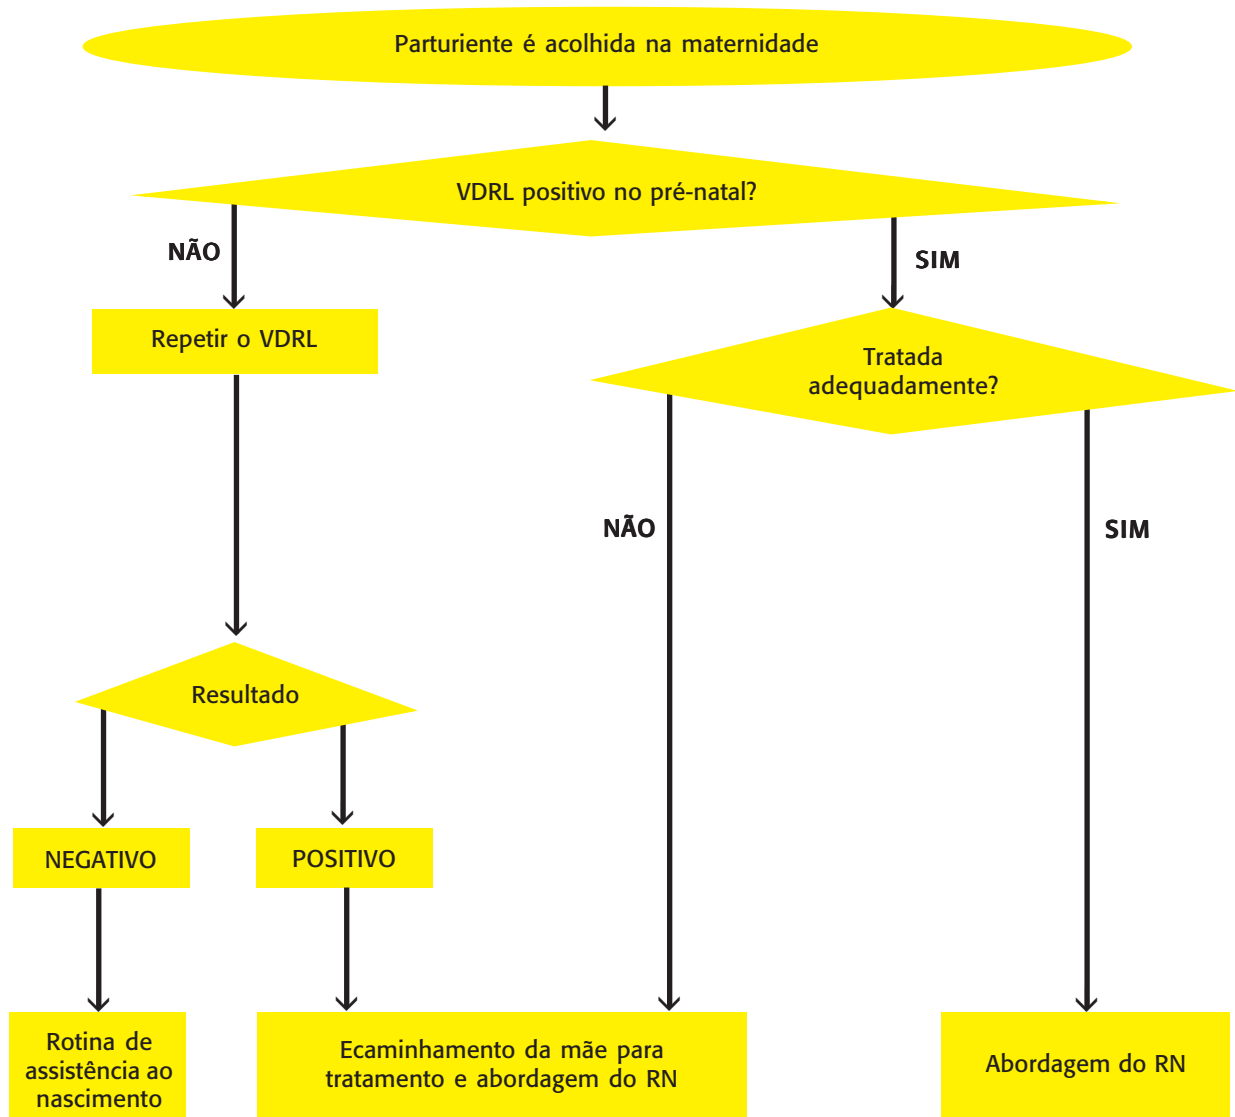 Parturiente é acolhida na maternidade
VDRL positivo no pré-natal?
NÃO
SIM
Repetir o VDRL
Tratada
adequadamente?
NÃO
SIM
Resultado
NEGATIVO
POSITIVO
Rotina de
assistência ao
nascimento
Ecaminhamento da mãe para
tratamento e abordagem do RN
Abordagem do RN